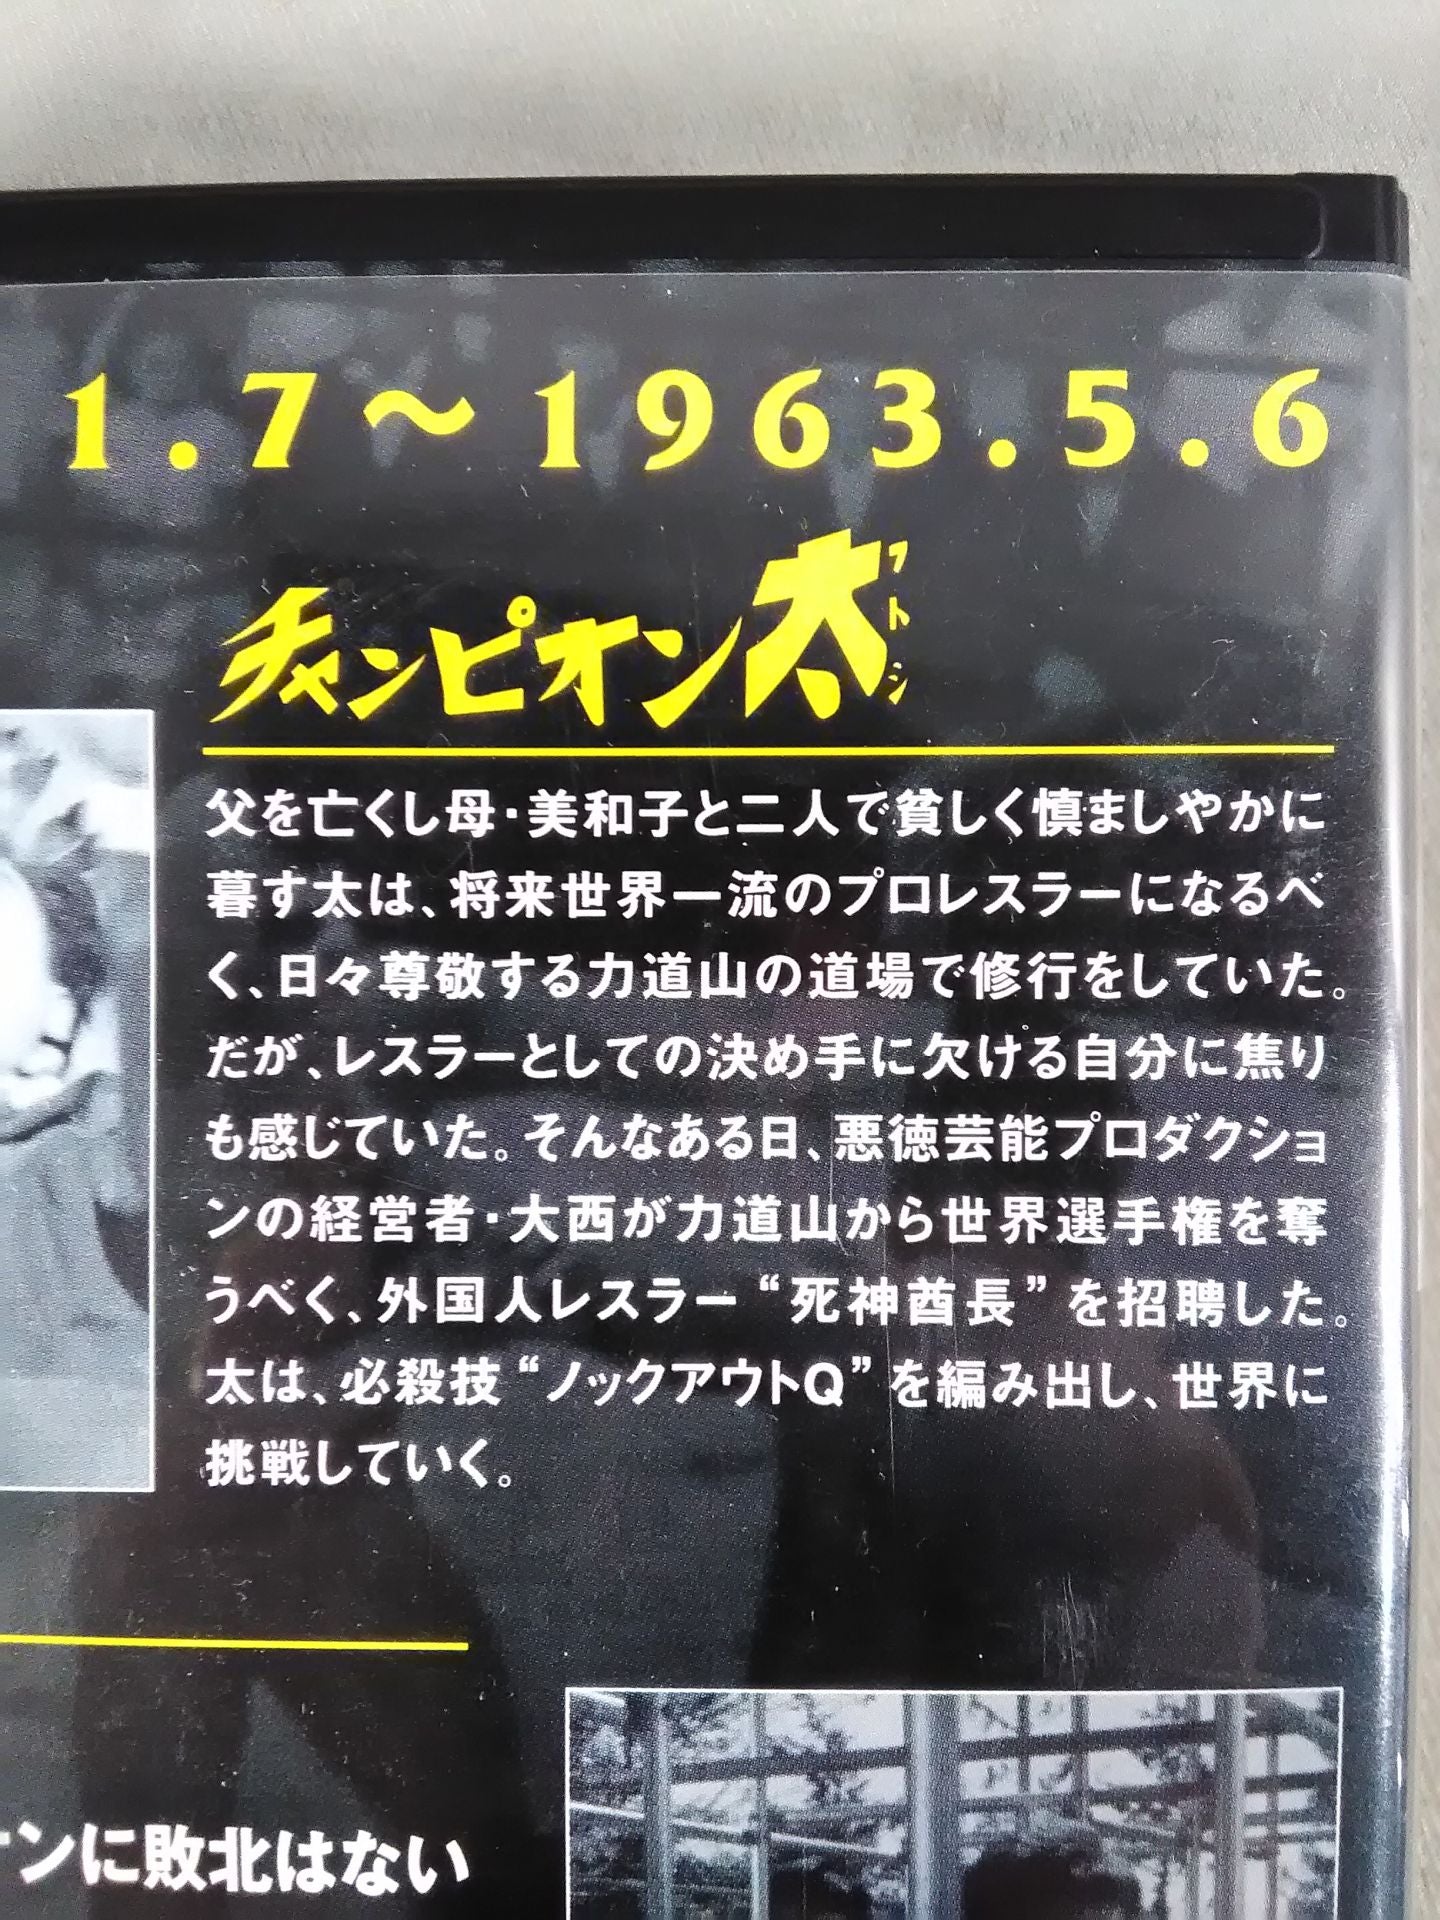 1.7～1963.5.6
チャンピオン太
フトシ
父を亡くし母・美和子と二人で貧しく慎ましやかに
暮す太は、将来世界一流のプロレスラーになるべ
く、日々尊敬する力道山の道場で修行をしていた。
だが、レスラーとしての決め手に欠ける自分に焦り
も感じていた。そんなある日、悪徳芸能プロダクショ
ンの経営者・大西が力道山から世界選手権を奪
うべく、外国人レスラー“死神酋長”を招聘した。
太は、必殺技“ノックアウトQ”を編み出し、世界に
挑戦していく。
ンに敗北はない